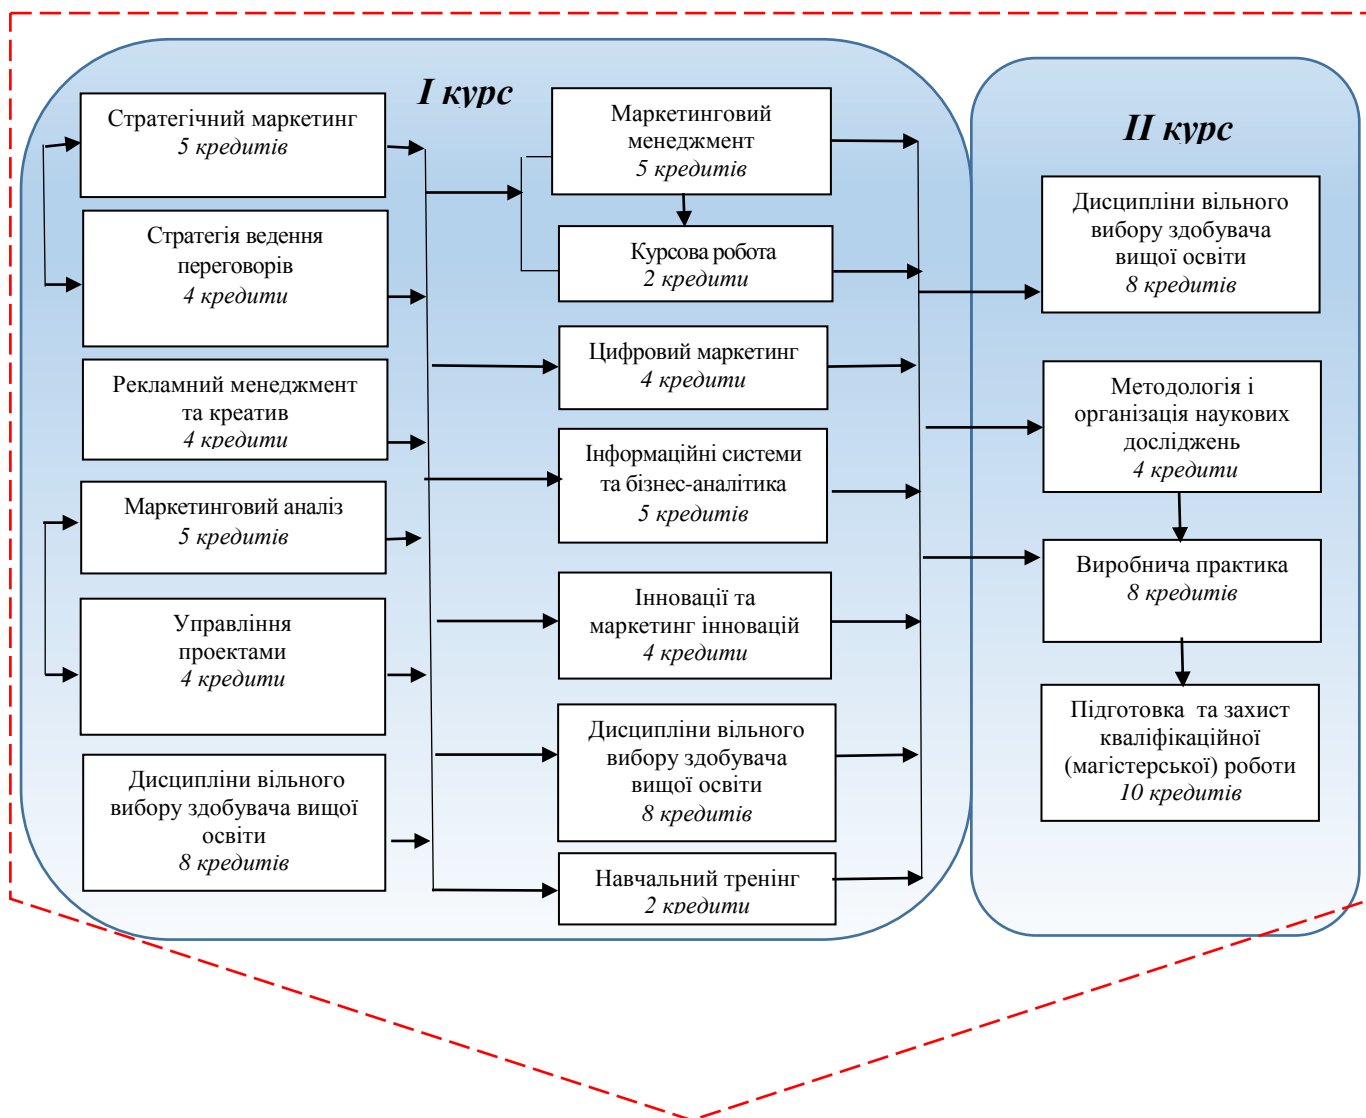 I курс
Стратегічний маркетинг
5 кредитів
Стратегія ведення
переговорів
4 кредити
Рекламний менеджмент
та креатив
4 кредити
Маркетинговий аналіз
5 кредитів
Управління
проектами
4 кредити
Дисципліни вільного
вибору здобувача вищої
освіти
8 кредитів
Маркетинговий
менеджмент
5 кредитів
Курсова робота
2 кредити
Цифровий маркетинг
4 кредити
Інформаційні системи
та бізнес-аналітика
5 кредитів
Інновації та
маркетинг інновацій
4 кредити
Дисципліни вільного
вибору здобувача
вищої освіти
8 кредитів
Навчальний тренінг
2 кредити
II курс
Дисципліни вільного
вибору здобувача
вищої освіти
8 кредитів
Методологія і
організація наукових
досліджень
4 кредити
Виробнича практика
8 кредитів
Підготовка та захист
кваліфікаційної
(магістерської) роботи
10 кредитів